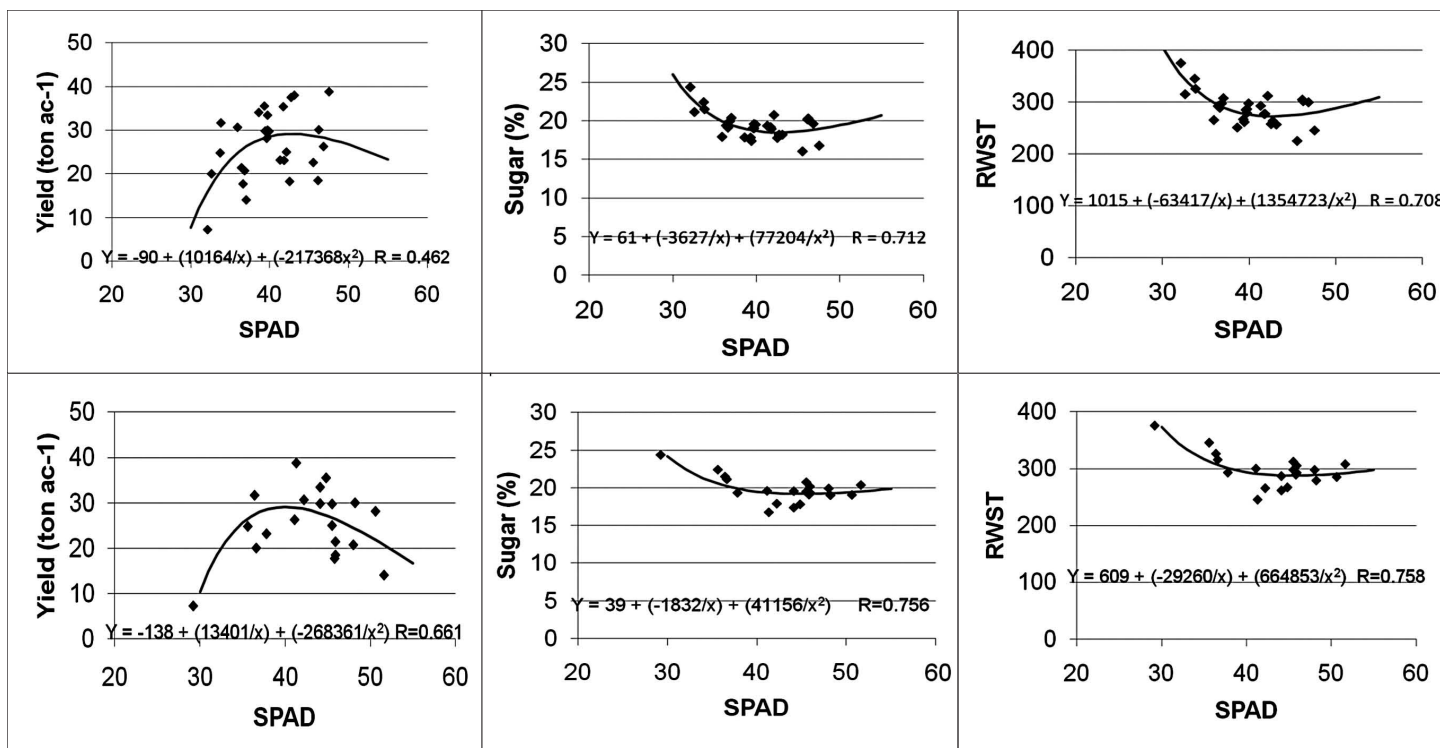 50
40
30
20
10
0
Yield (ton ac-1)
Y = -90 + (10164/x) + (-217368x²) R = 0.462
20 30 40 50 60
SPAD
30
25
20
15
10
5
0
Sugar (%)
Y = 61 + (-3627/x) + (77204/x²) R = 0.712
20 30 40 50 60
SPAD
400
300
200
100
0
RWST
Y = 1015 + (-63417/x) + (1354723/x²) R = 0.708
20 30 40 50 60
SPAD
50
40
30
20
10
0
Yield (ton ac-1)
Y = -138 + (13401/x) + (-268361/x²) R=0.661
20 30 40 50 60
SPAD
30
25
20
15
10
5
0
Sugar (%)
Y = 39 + (-1832/x) + (41156/x²) R=0.756
20 30 40 50 60
SPAD
400
300
200
100
0
RWST
Y = 609 + (-29260/x) + (664853/x²) R=0.758
20 30 40 50 60
SPAD